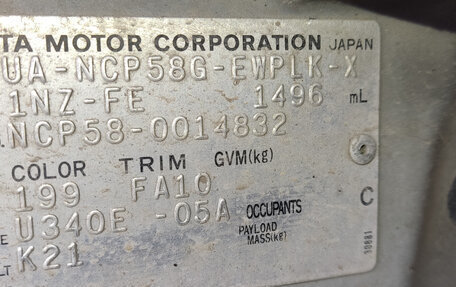 TA MOTOR CORPORATION JAPAN
UA-NCP58G-EWPLK-X
1NZ-FE 1496 mL
NCP58-0014832
COLOR TRIM GVM(kg)
199 FA10 C
U340E -05A OCCUPANTS
PAYLOAD
K21 MASS(kg)